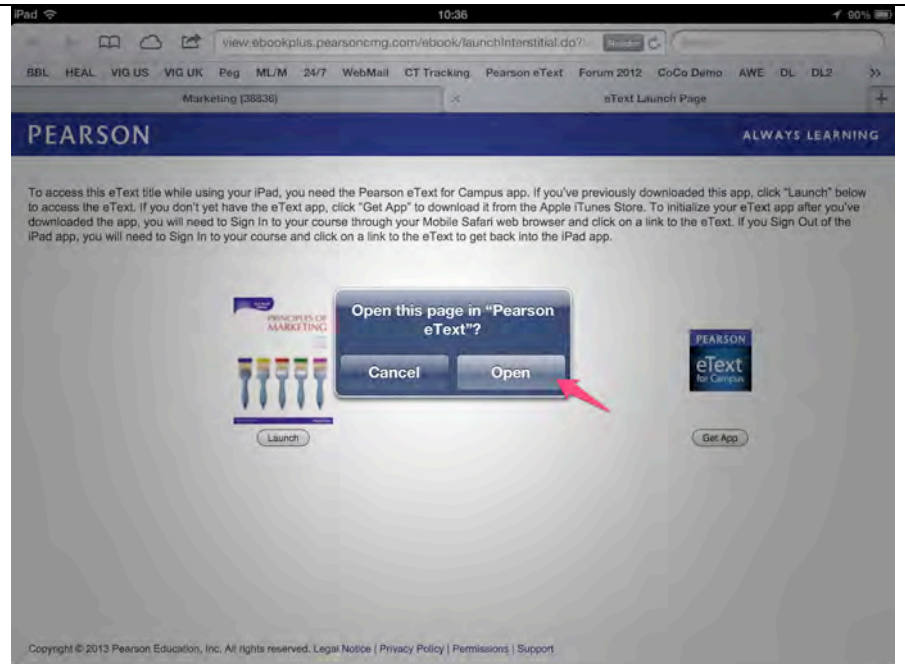 iPad 10:36 90%
view.ebookplus.pearsoncmg.com/ebook/launchInterstitial.do?
BBL HEAL VIG US VIG UK Peg ML/M 24/7 WebMail CT Tracking Pearson eText Forum 2012 CoCo Demo AWE DL DL2 »
Marketing (38836) eText Launch Page
PEARSON ALWAYS LEARNING
To access this eText title while using your iPad, you need the Pearson eText for Campus app. If you've previously downloaded this app, click "Launch" below
to access the eText. If you don't yet have the eText app, click "Get App" to download it from the Apple iTunes Store. To initialize your eText app after you've
downloaded the app, you will need to Sign In to your course through your Mobile Safari web browser and click on a link to the eText. If you Sign Out of the
iPad app, you will need to Sign In to your course and click on a link to the eText to get back into the iPad app.
PRINCIPLES OF
MARKETING
Open this page in "Pearson
eText"?
Cancel Open
PEARSON
eText
for Campus
Launch
Get App
Copyright © 2013 Pearson Education, Inc. All rights reserved. Legal Notice | Privacy Policy | Permissions | Support